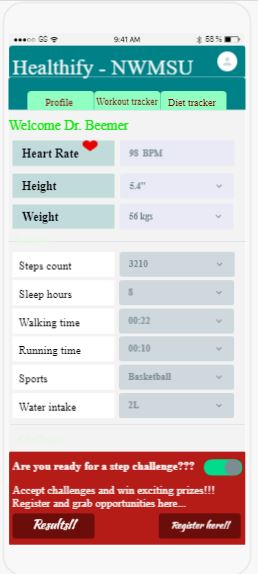 GS 9:41 AM 58%
Healthify - NWMSU
Profile Workout tracker Diet tracker
Welcome Dr. Beemer
Heart Rate 98 BPM
Height 5.4"
Weight 56 kgs
Steps count 3210
Sleep hours 8
Walking time 00:22
Running time 00:10
Sports Basketball
Water intake 2L
Are you ready for a step challenge???
Accept challenges and win exciting prizes!!!
Register and grab opportunities here...
Results!! Register here!!